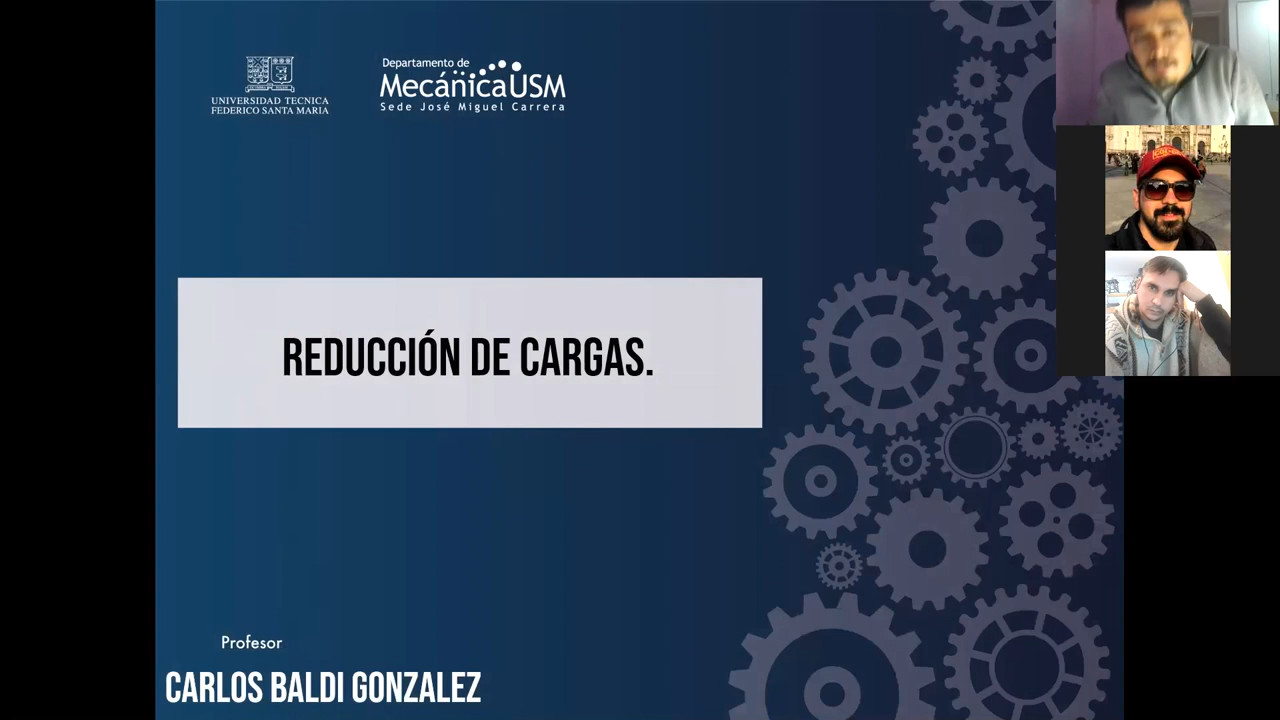 UNIVERSIDAD TECNICA
FEDERICO SANTA MARIA
Departamento de
MecánicaUSM
Sede José Miguel Carrera
REDUCCIÓN DE CARGAS.
Profesor
CARLOS BALDI GONZALEZ